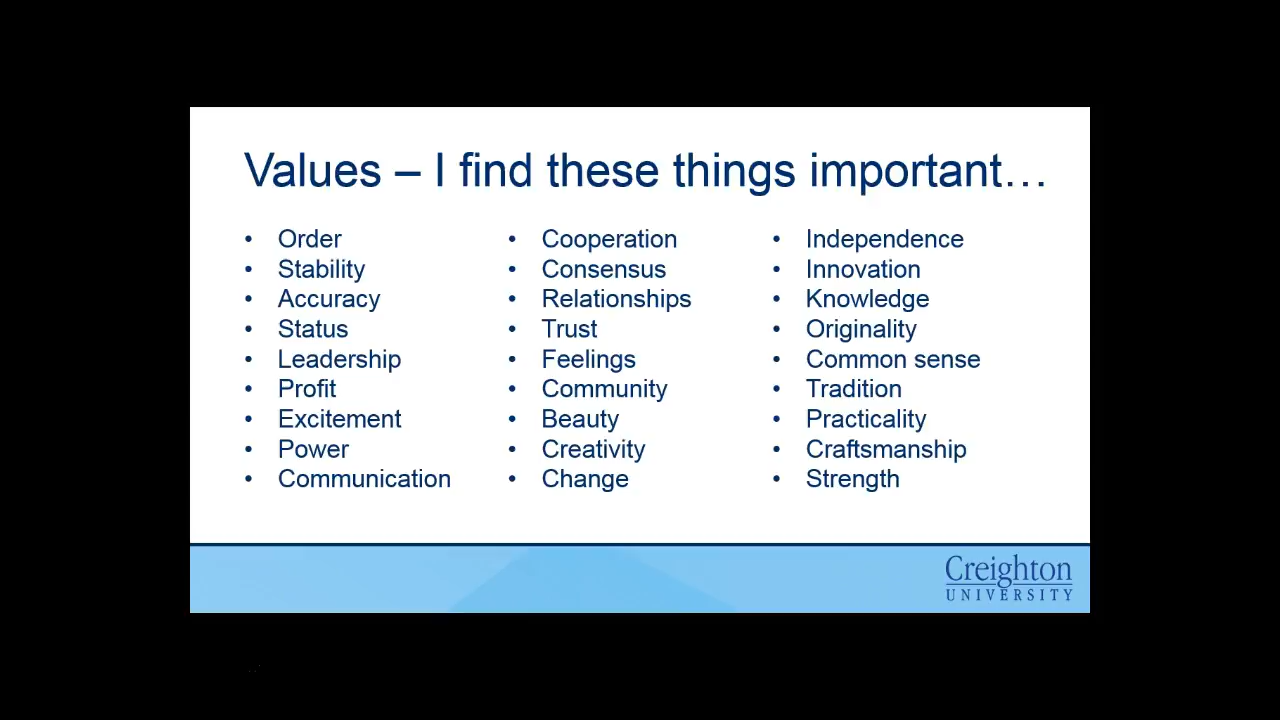 Values – I find these things important…
• Order
• Stability
• Accuracy
• Status
• Leadership
• Profit
• Excitement
• Power
• Communication
• Cooperation
• Consensus
• Relationships
• Trust
• Feelings
• Community
• Beauty
• Creativity
• Change
• Independence
• Innovation
• Knowledge
• Originality
• Common sense
• Tradition
• Practicality
• Craftsmanship
• Strength
Creighton
UNIVERSITY